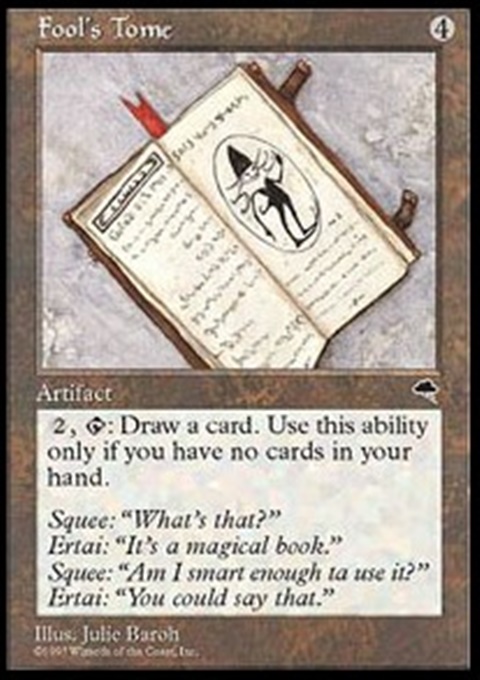 Fool's Tome 4
Artifact
2, : Draw a card. Use this ability
only if you have no cards in your
hand.
Squee: “What's that?”
Ertai: “It's a magical book.”
Squee: “Am I smart enough ta use it?”
Ertai: “You could say that.”
Illus. Julie Baroh
©1997 Wizards of the Coast, Inc.